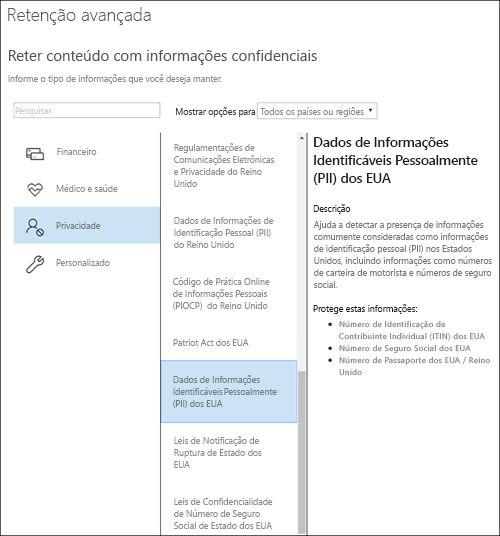 Retenção avançada
Reter conteúdo com informações confidenciais
Informe o tipo de informações que você deseja manter.
Pesquisar
Mostrar opções para Todos os países ou regiões
Financeiro
Médico e saúde
Privacidade
Personalizado
Regulamentações de
Comunicações Eletrônicas
e Privacidade do Reino
Unido
Dados de Informações de
Identificação Pessoal (PII)
do Reino Unido
Código de Prática Online
de Informações Pessoais
(PIOCP) do Reino Unido
Patriot Act dos EUA
Dados de Informações
Identificáveis Pessoalmente
(PII) dos EUA
Leis de Notificação de
Ruptura de Estado dos
EUA
Leis de Confidencialidade
de Número de Seguro
Social de Estado dos EUA
Dados de Informações
Identificáveis Pessoalmente
(PII) dos EUA
Descrição
Ajuda a detectar a presença de informações
comumente consideradas como informações
de identificação pessoal (PII) nos Estados
Unidos, incluindo informações como números
de carteira de motorista e números de seguro
social.
Protege estas informações:
Número de Identificação de
Contribuinte Individual (ITIN) dos EUA
Número de Seguro Social dos EUA
Número de Passaporte dos EUA / Reino
Unido